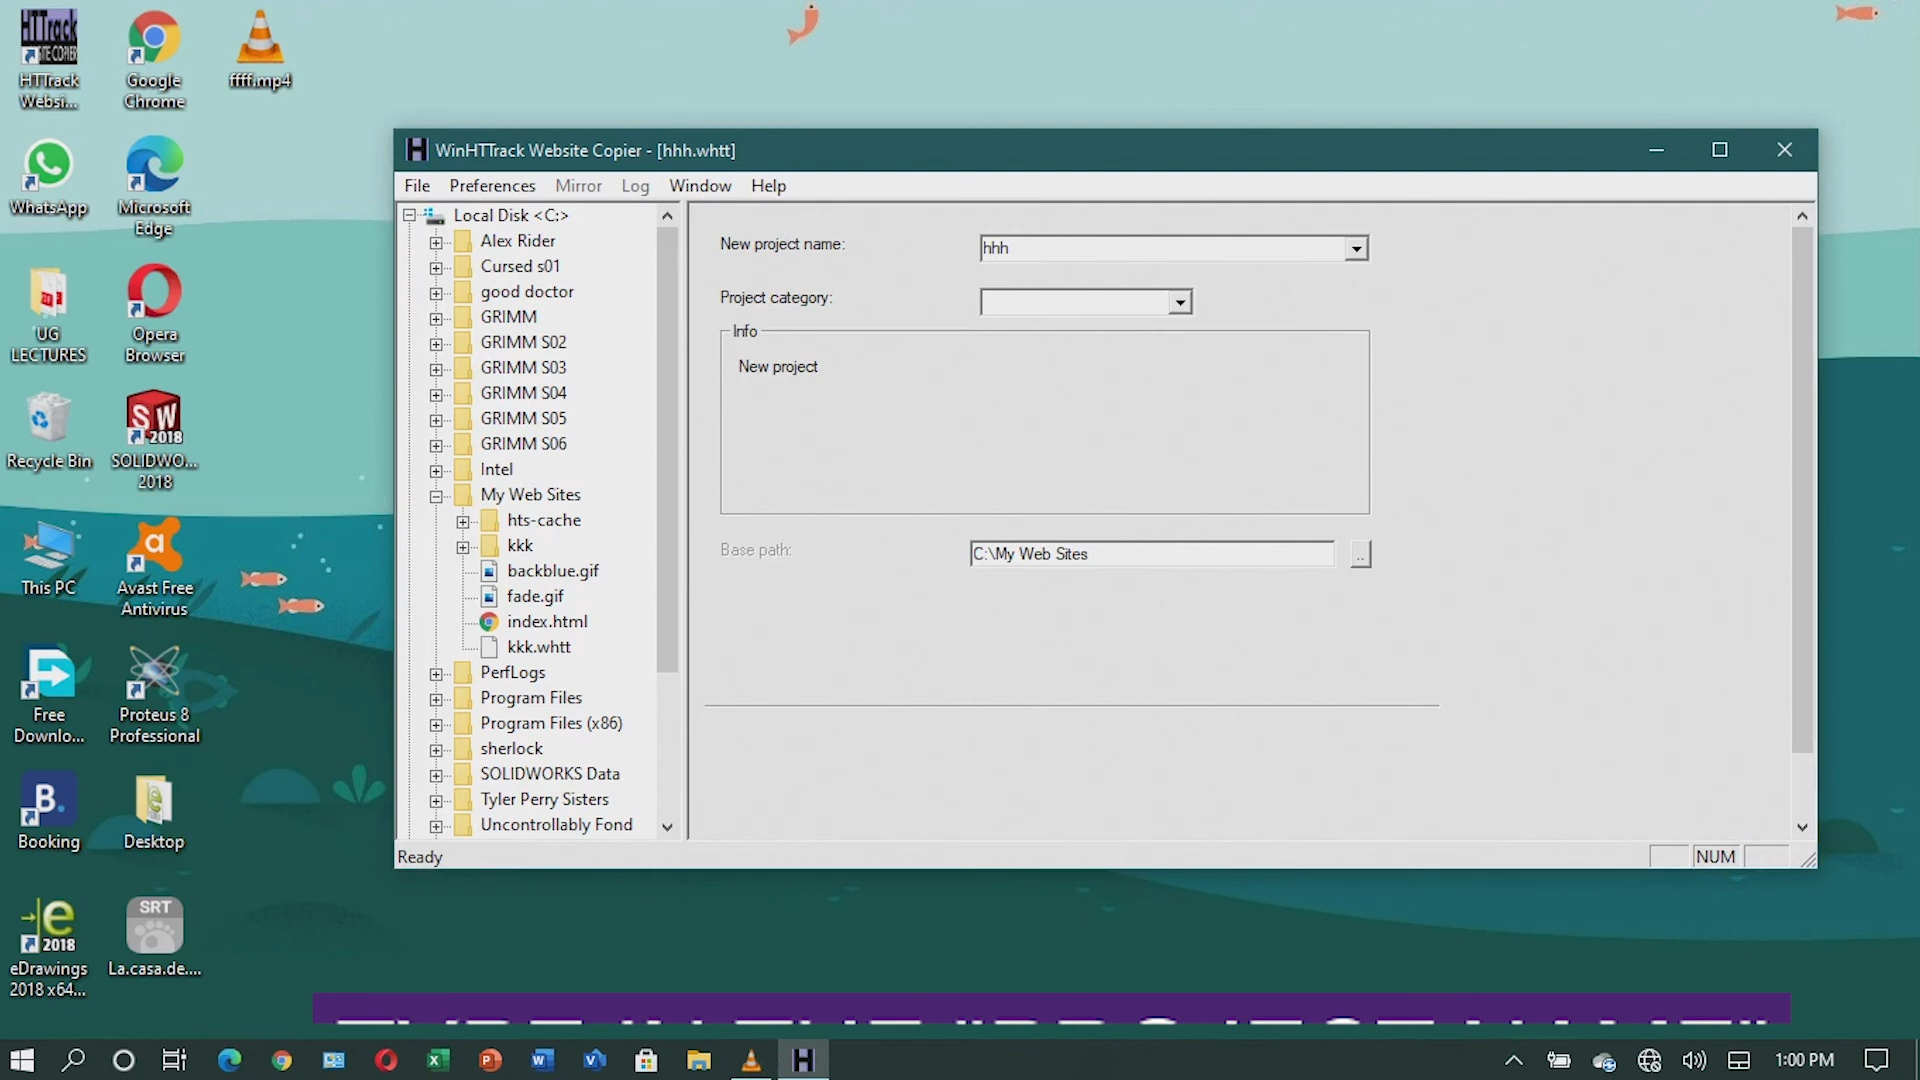 HTTrack
SITE COPIER
HTTrack
Websi...
Google
Chrome
ffff.mp4
WhatsApp
Microsoft
Edge
UG
LECTURES
Opera
Browser
Recycle Bin
SW
2018
SOLIDWO...
2018
This PC
Avast Free
Antivirus
Free
Downlo...
Proteus 8
Professional
B.
Booking
Desktop
e
2018
eDrawings
2018 x64...
SRT
La.casa.de....
WinHTTrack Website Copier - [hhh.whtt]
File Preferences Mirror Log Window Help
Local Disk <C:>
Alex Rider
Cursed s01
good doctor
GRIMM
GRIMM S02
GRIMM S03
GRIMM S04
GRIMM S05
GRIMM S06
Intel
My Web Sites
hts-cache
kkk
backblue.gif
fade.gif
index.html
kkk.whtt
PerfLogs
Program Files
Program Files (x86)
sherlock
SOLIDWORKS Data
Tyler Perry Sisters
Uncontrollably Fond
New project name:
hhh
Project category:
Info
New project
Base path:
C:\My Web Sites
..
Ready
NUM
1:00 PM